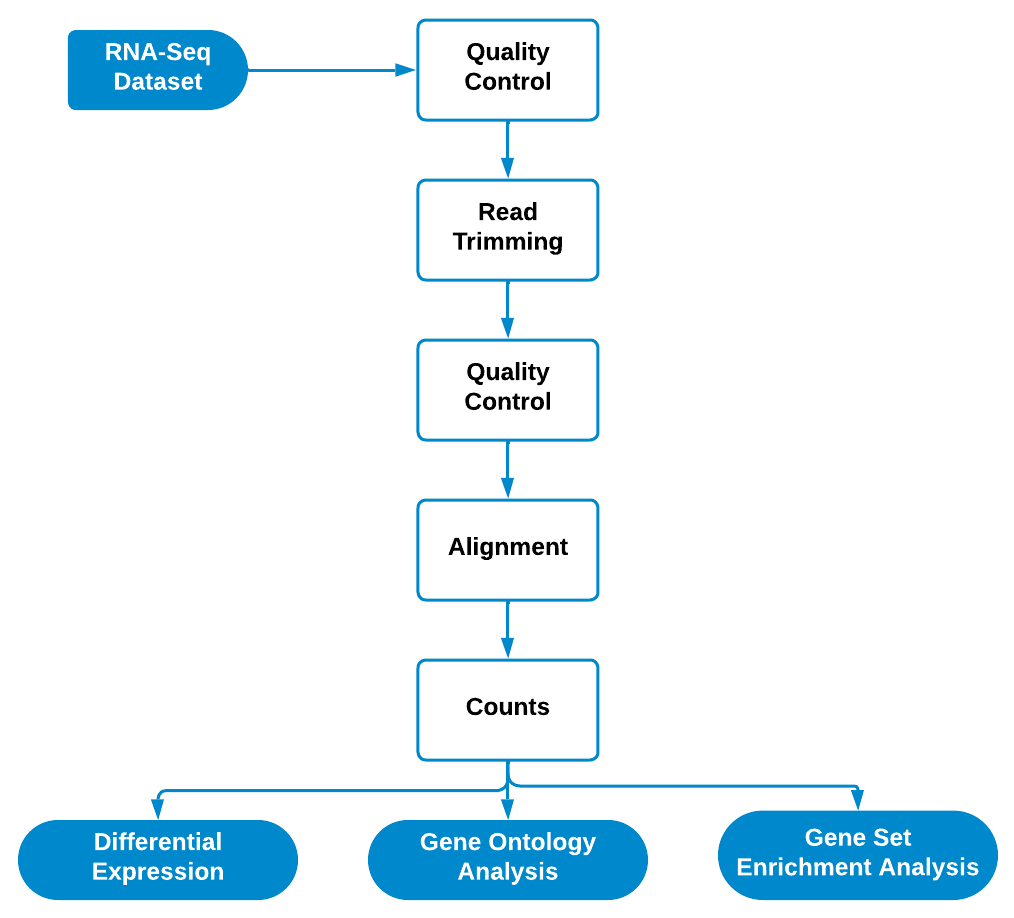 RNA-Seq
Dataset
Quality
Control
Read
Trimming
Quality
Control
Alignment
Counts
Differential
Expression
Gene Ontology
Analysis
Gene Set
Enrichment Analysis